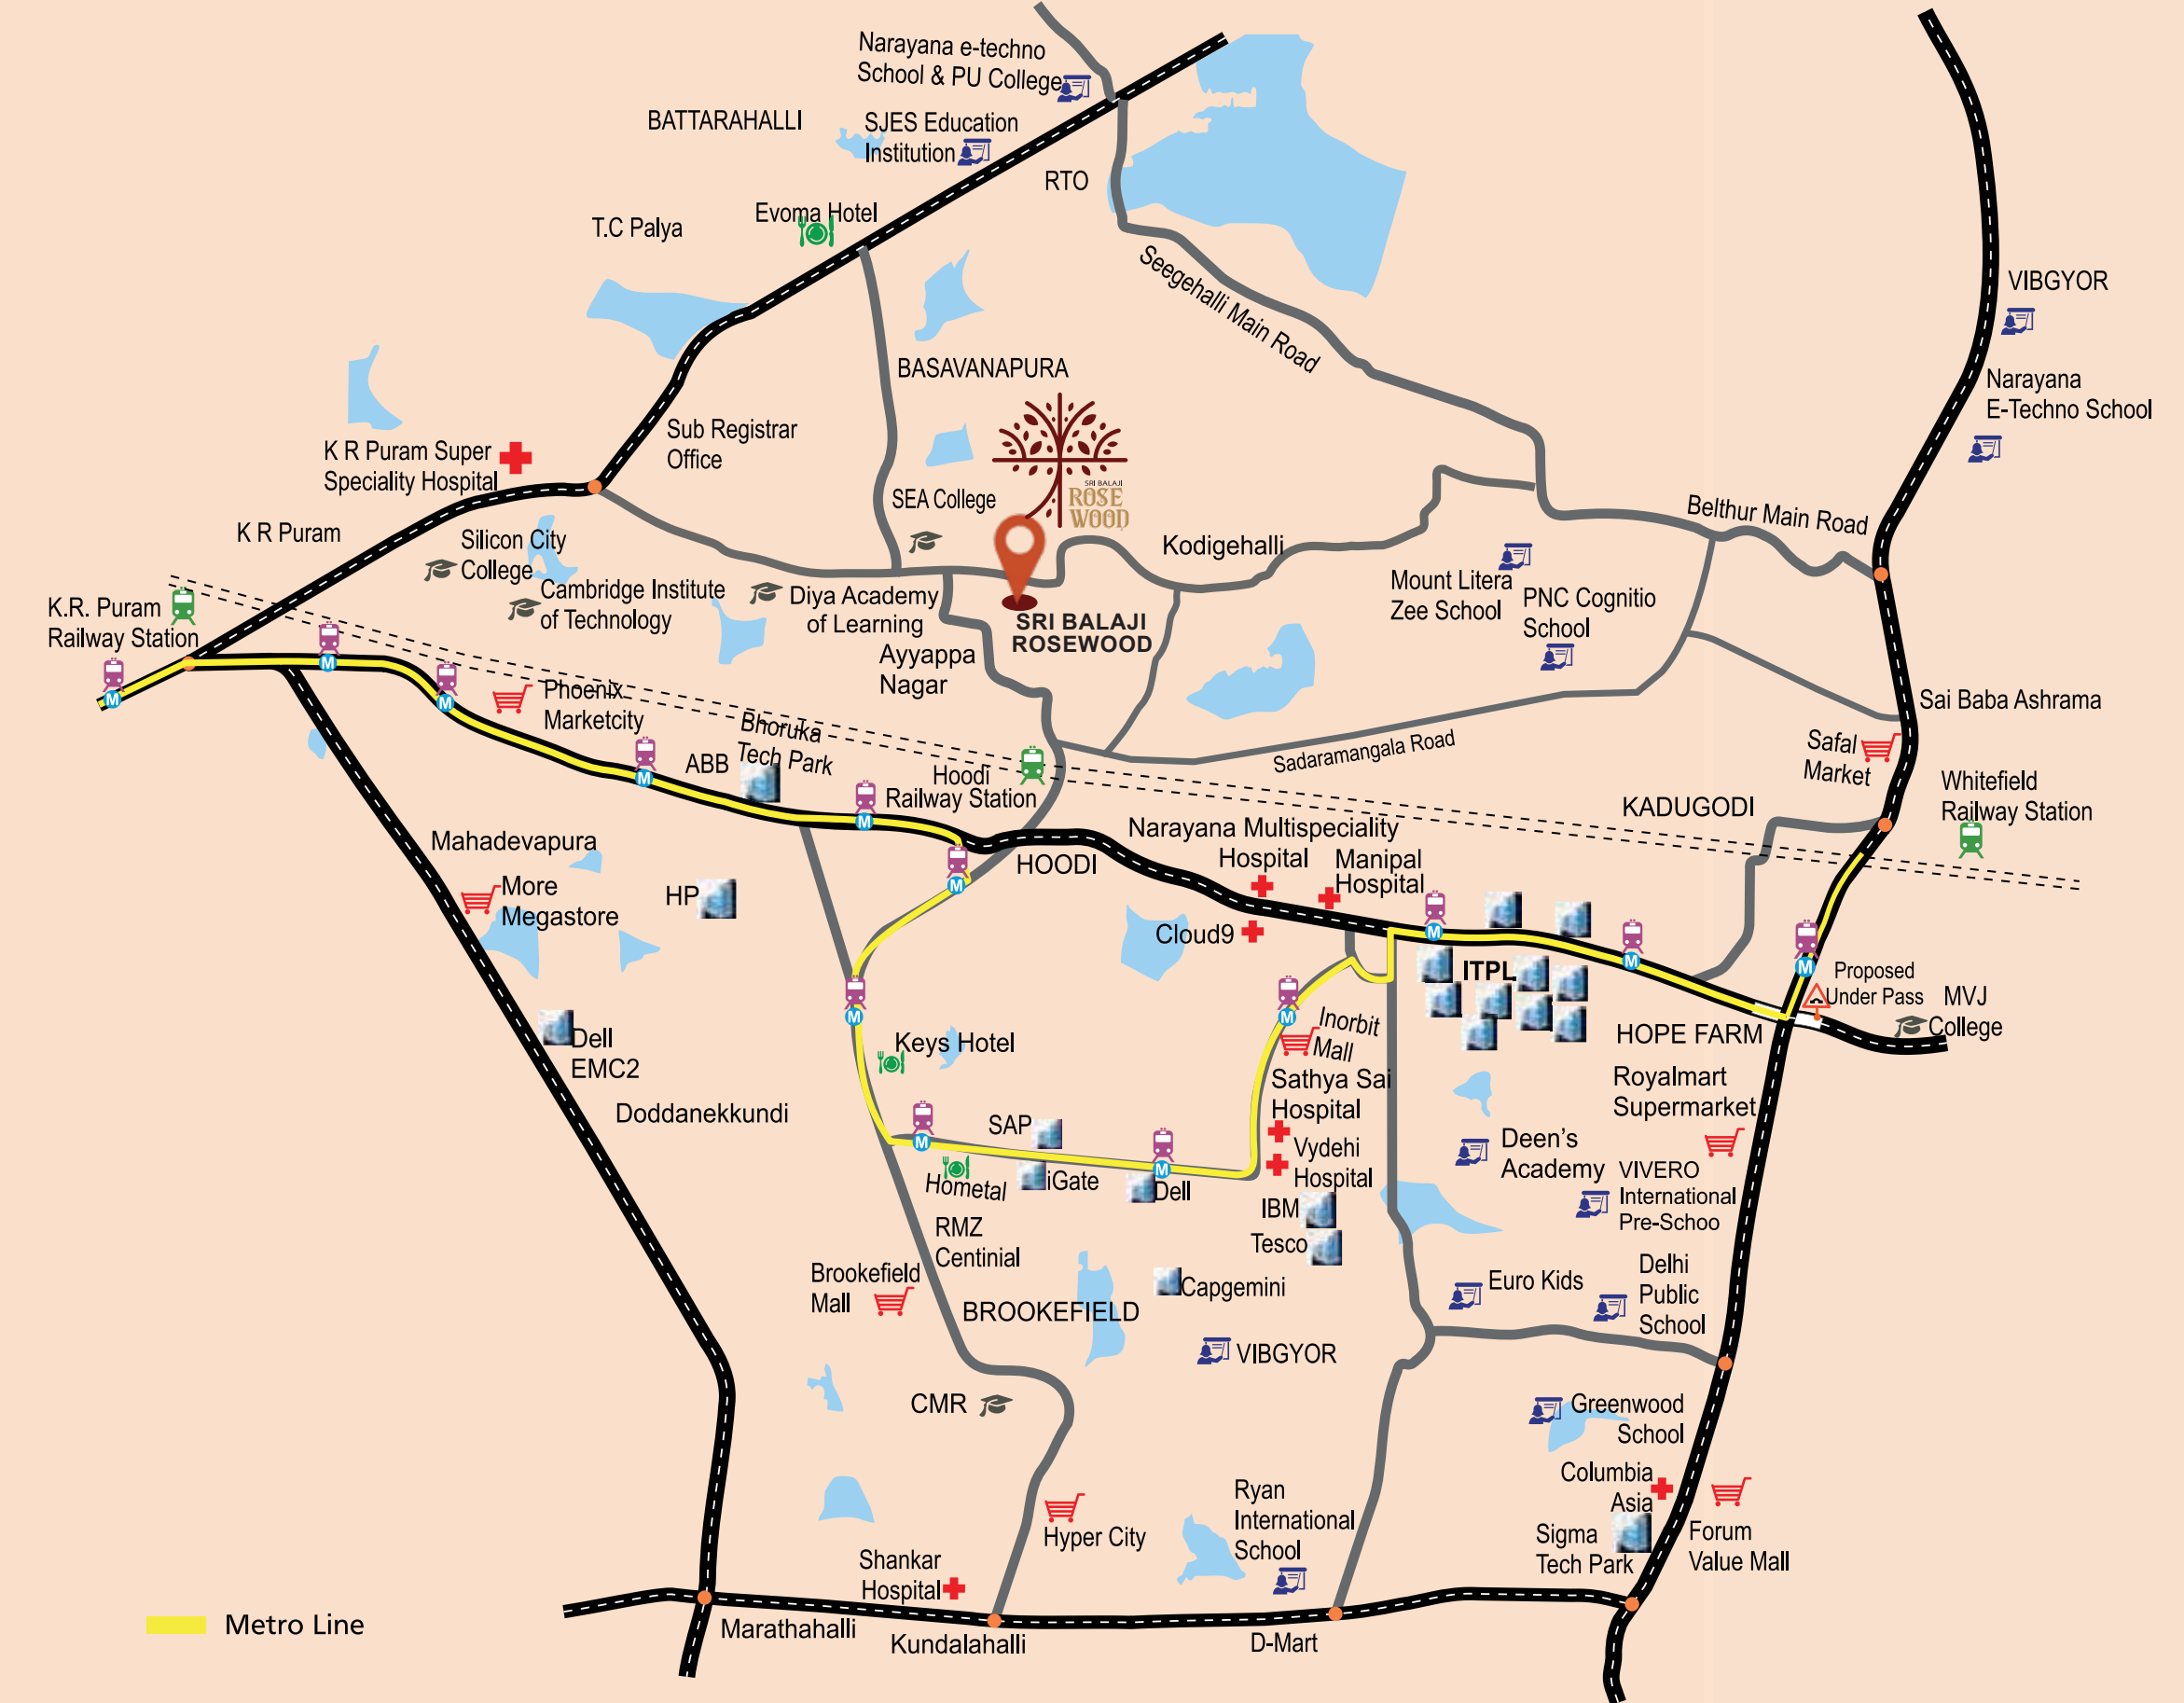 Narayana e-techno
School & PU College
BATTARAHALLI
SJES Education
Institution
RTO
Evoma Hotel
T.C Palya
Seegehalli Main Road
VIBGYOR
BASAVANAPURA
Narayana
E-Techno School
Sub Registrar
Office
K R Puram Super
Speciality Hospital
SRI BALAJI
ROSE
WOOD
SEA College
Belthur Main Road
K R Puram
Silicon City
College
Kodigehalli
Mount Litera
Zee School
PNC Cognitio
School
Cambridge Institute
of Technology
Diya Academy
of Learning
K.R. Puram
Railway Station
SRI BALAJI
ROSEWOOD
Ayyappa
Nagar
Phoenix
Marketcity
Sai Baba Ashrama
Bhoruka
Tech Park
ABB
Sadaramangala Road
Safal
Market
Hoodi
Railway Station
Whitefield
Railway Station
KADUGODI
Mahadevapura
Narayana Multispeciality
Hospital
HOODI
Manipal
Hospital
More
Megastore
HP
Cloud9
ITPL
Proposed
Under Pass
MVJ
College
Inorbit
Mall
HOPE FARM
Dell
EMC2
Keys Hotel
Sathya Sai
Hospital
Royalmart
Supermarket
Doddanekkundi
SAP
Vydehi
Hospital
Deen's
Academy
VIVERO
International
Pre-Schoo
Hometal
iGate
Dell
IBM
Tesco
RMZ
Centinial
Brookefield
Mall
Capgemini
Euro Kids
Delhi
Public
School
BROOKEFIELD
VIBGYOR
CMR
Greenwood
School
Columbia
Asia
Ryan
International
School
Hyper City
Sigma
Tech Park
Forum
Value Mall
Shankar
Hospital
Metro Line
Marathahalli
Kundalahalli
D-Mart
M
M
M
M
M
M
M
M
M
M
M
M
M